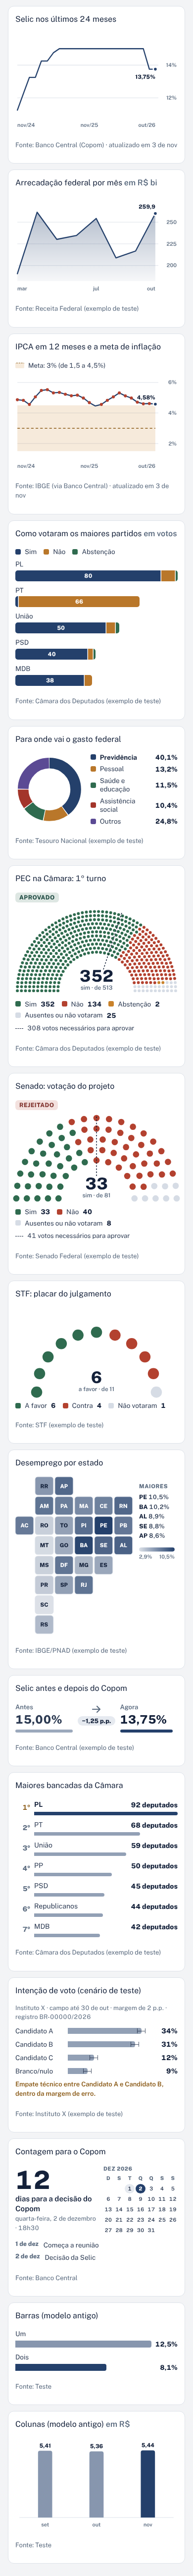 Selic nos últimos 24 meses
14%
13,75%
12%
nov/24 nov/25 out/26
Fonte: Banco Central (Copom) · atualizado em 3 de nov
Arrecadação federal por mês em R$ bi
259,9
250
225
200
mar jul out
Fonte: Receita Federal (exemplo de teste)
IPCA em 12 meses e a meta de inflação
Meta: 3% (de 1,5 a 4,5%)
6%
4,58%
4%
2%
nov/24 nov/25 out/26
Fonte: IBGE (via Banco Central) · atualizado em 3 de
nov
Como votaram os maiores partidos em votos
Sim Não Abstenção
PL
80
PT
66
União
50
PSD
40
MDB
38
Fonte: Câmara dos Deputados (exemplo de teste)
Para onde vai o gasto federal
Previdência 40,1%
Pessoal 13,2%
Saúde e
educação 11,5%
Assistência
social 10,4%
Outros 24,8%
Fonte: Tesouro Nacional (exemplo de teste)
PEC na Câmara: 1º turno
APROVADO
352
sim · de 513
Sim 352 Não 134 Abstenção 2
Ausentes ou não votaram 25
308 votos necessários para aprovar
Fonte: Câmara dos Deputados (exemplo de teste)
Senado: votação do projeto
REJEITADO
33
sim · de 81
Sim 33 Não 40
Ausentes ou não votaram 8
41 votos necessários para aprovar
Fonte: Senado Federal (exemplo de teste)
STF: placar do julgamento
6
a favor · de 11
A favor 6 Contra 4 Não votaram 1
Fonte: STF (exemplo de teste)
Desemprego por estado
RR AP
AM PA MA CE RN
AC RO TO PI PE PB
MT GO BA SE AL
MS DF MG ES
PR SP RJ
SC
RS
MAIORES
PE 10,5%
BA 10,2%
AL 8,9%
SE 8,8%
AP 8,6%
2,9% 10,5%
Fonte: IBGE/PNAD (exemplo de teste)
Selic antes e depois do Copom
Antes → Agora
15,00% −1,25 p.p. 13,75%
Fonte: Banco Central (exemplo de teste)
Maiores bancadas da Câmara
1º PL 92 deputados
2º PT 68 deputados
3º União 59 deputados
4º PP 50 deputados
5º PSD 45 deputados
6º Republicanos 44 deputados
7º MDB 42 deputados
Fonte: Câmara dos Deputados (exemplo de teste)
Intenção de voto (cenário de teste)
Instituto X · campo até 30 de out · margem de 2 p.p. ·
registro BR-00000/2026
Candidato A 34%
Candidato B 31%
Candidato C 12%
Branco/nulo 9%
Empate técnico entre Candidato A e Candidato B,
dentro da margem de erro.
Fonte: Instituto X (exemplo de teste)
Contagem para o Copom
12
dias para a decisão do
Copom
quarta-feira, 2 de dezembro
· 18h30
DEZ 2026
D S T Q Q S S
1 2 3 4 5
6 7 8 9 10 11 12
13 14 15 16 17 18 19
20 21 22 23 24 25 26
27 28 29 30 31
1 de dez Começa a reunião
2 de dez Decisão da Selic
Fonte: Banco Central
Barras (modelo antigo)
Um
12,5%
Dois
8,1%
Fonte: Teste
Colunas (modelo antigo) em R$
5,41 5,36 5,44
set out nov
Fonte: Teste